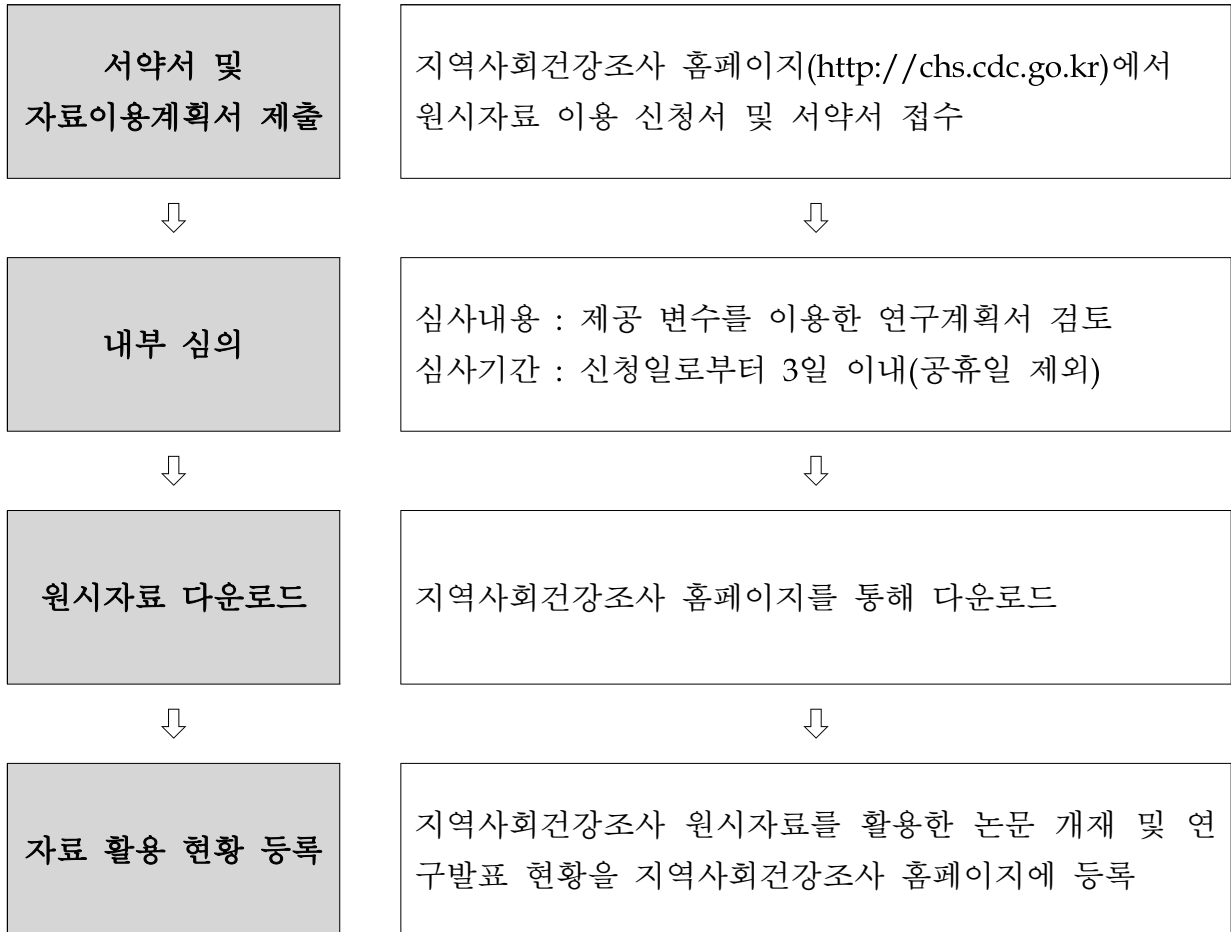 서약서 및
자료이용계획서 제출
지역사회건강조사 홈페이지(http://chs.cdc.go.kr)에서
원시자료 이용 신청서 및 서약서 접수
⇩
⇩
내부 심의
심사내용 : 제공 변수를 이용한 연구계획서 검토
심사기간 : 신청일로부터 3일 이내(공휴일 제외)
⇩
⇩
원시자료 다운로드
지역사회건강조사 홈페이지를 통해 다운로드
⇩
⇩
자료 활용 현황 등록
지역사회건강조사 원시자료를 활용한 논문 개재 및 연
구발표 현황을 지역사회건강조사 홈페이지에 등록